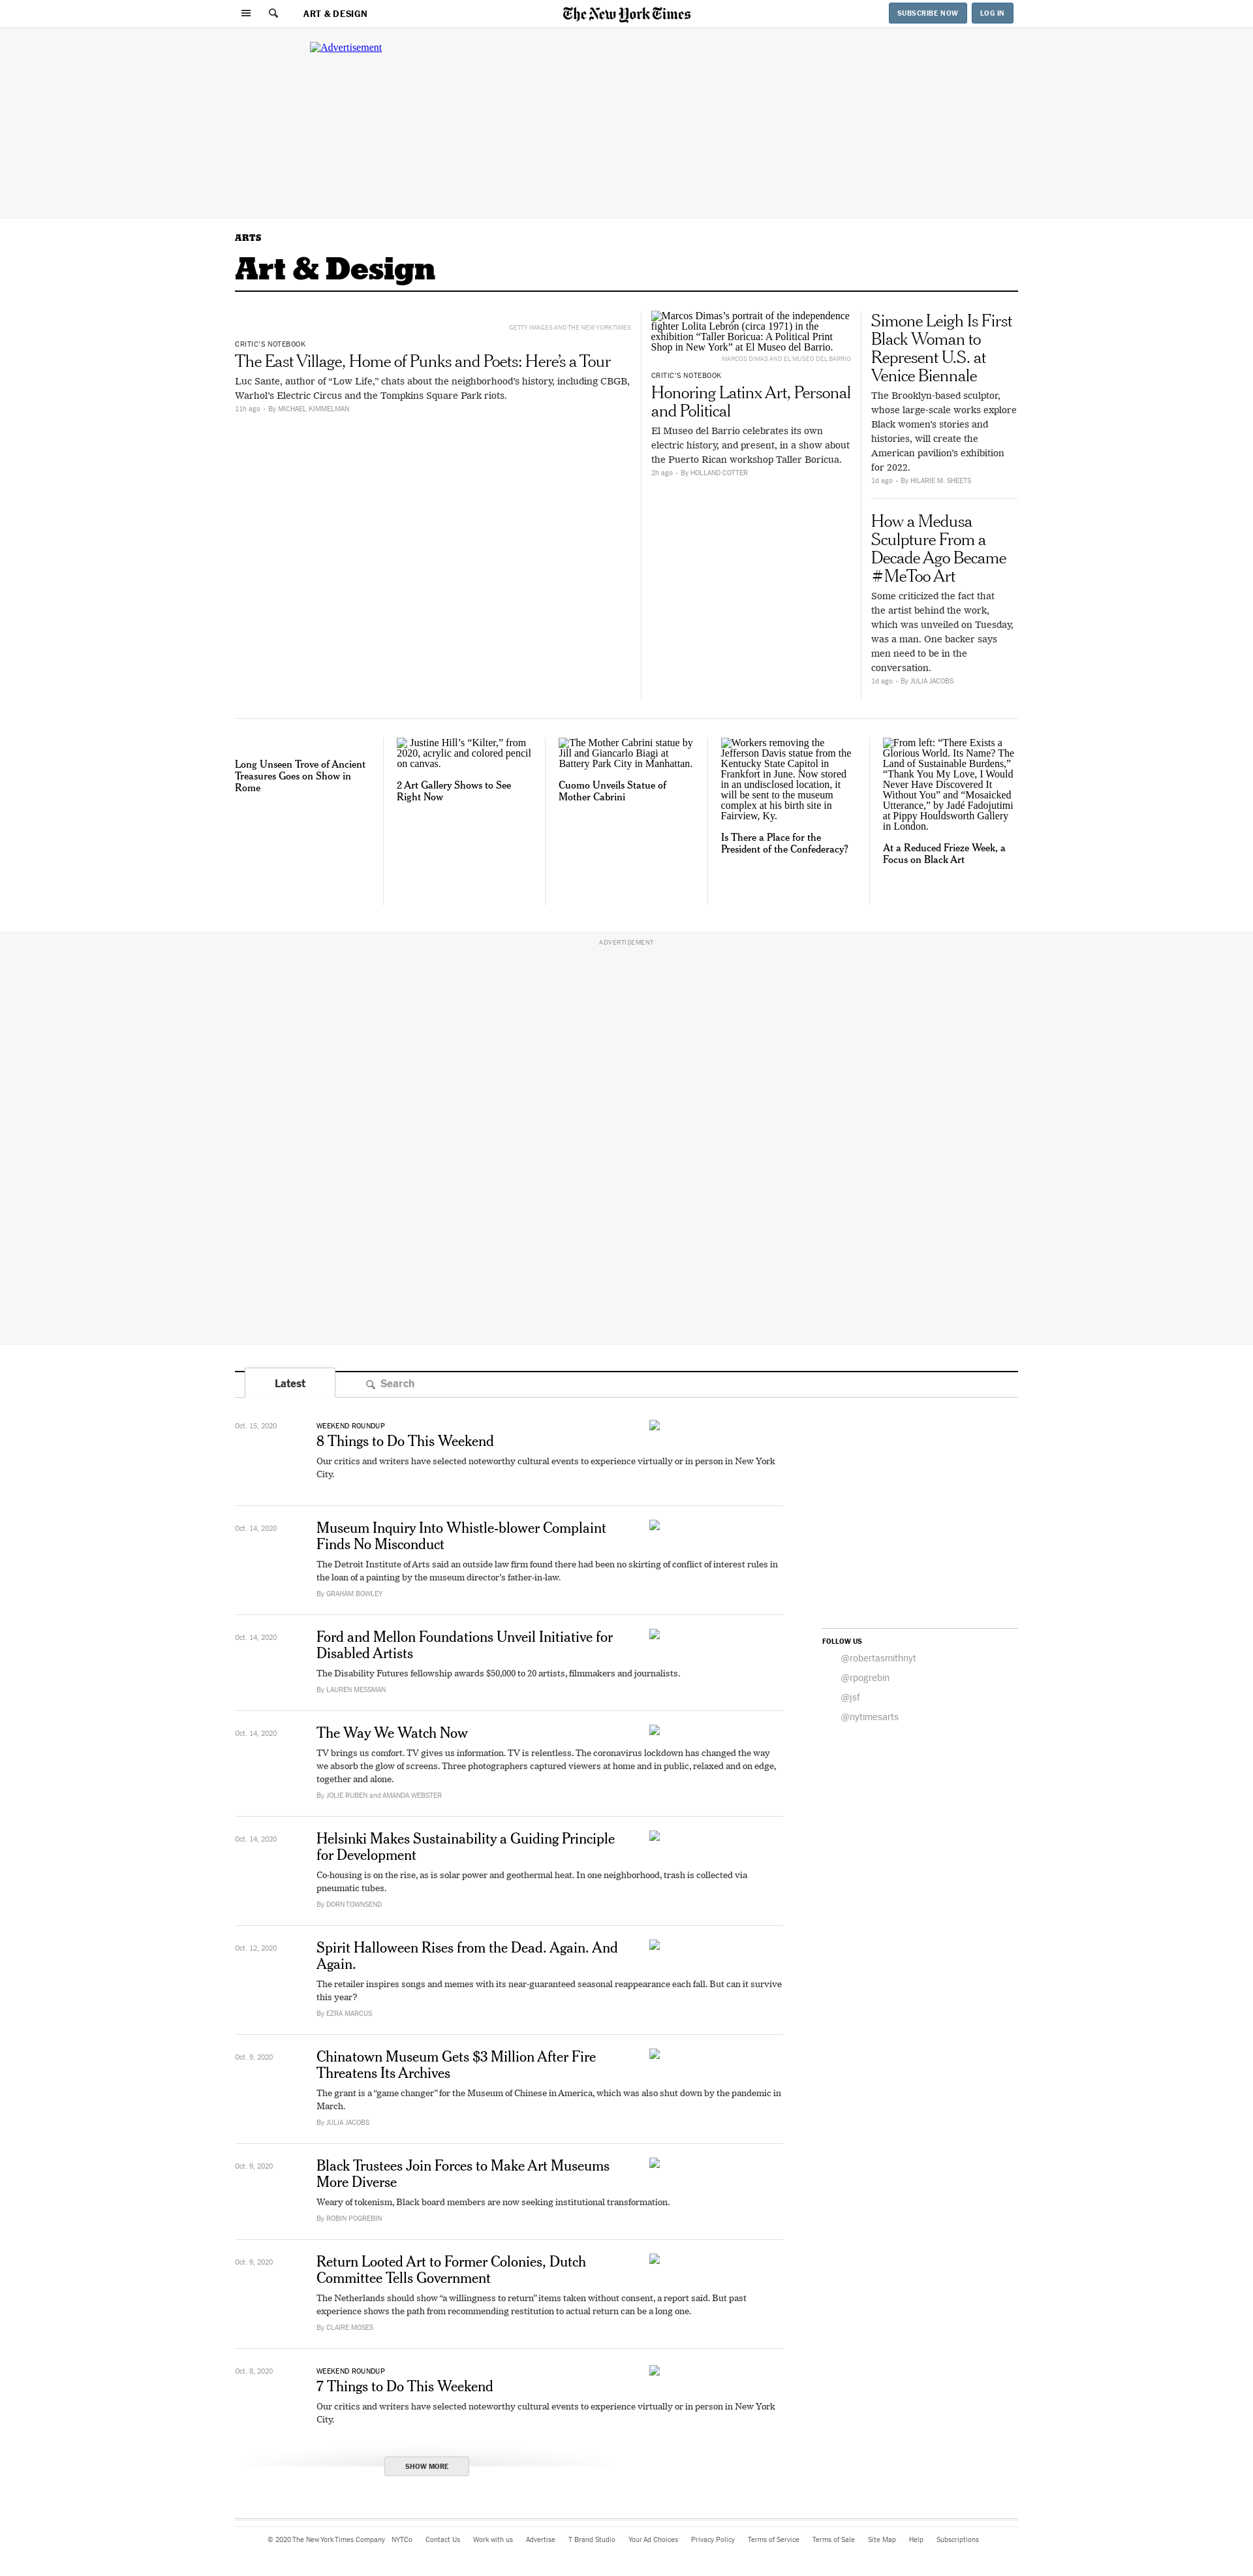 ART & DESIGN
The New York Times
SUBSCRIBE NOW
LOG IN
Advertisement
ARTS
Art & Design
GETTY IMAGES AND THE NEW YORK TIMES
CRITIC'S NOTEBOOK
The East Village, Home of Punks and Poets: Here's a Tour
Luc Sante, author of “Low Life,” chats about the neighborhood's history, including CBGB,
Warhol's Electric Circus and the Tompkins Square Park riots.
11h ago · By MICHAEL KIMMELMAN
Marcos Dimas's portrait of the independence
fighter Lolita Lebrón (circa 1971) in the
exhibition “Taller Boricua: A Political Print
Shop in New York” at El Museo del Barrio.
MARCOS DIMAS AND EL MUSEO DEL BARRIO
CRITIC'S NOTEBOOK
Honoring Latinx Art, Personal
and Political
El Museo del Barrio celebrates its own
electric history, and present, in a show about
the Puerto Rican workshop Taller Boricua.
2h ago · By HOLLAND COTTER
Simone Leigh Is First
Black Woman to
Represent U.S. at
Venice Biennale
The Brooklyn-based sculptor,
whose large-scale works explore
Black women's stories and
histories, will create the
American pavilion's exhibition
for 2022.
1d ago · By HILARIE M. SHEETS
How a Medusa
Sculpture From a
Decade Ago Became
#MeToo Art
Some criticized the fact that
the artist behind the work,
which was unveiled on Tuesday,
was a man. One backer says
men need to be in the
conversation.
1d ago · By JULIA JACOBS
Long Unseen Trove of Ancient
Treasures Goes on Show in
Rome
Justine Hill's “Kilter,” from
2020, acrylic and colored pencil
on canvas.
2 Art Gallery Shows to See
Right Now
The Mother Cabrini statue by
Jill and Giancarlo Biagi at
Battery Park City in Manhattan.
Cuomo Unveils Statue of
Mother Cabrini
Workers removing the
Jefferson Davis statue from the
Kentucky State Capitol in
Frankfort in June. Now stored
in an undisclosed location, it
will be sent to the museum
complex at his birth site in
Fairview, Ky.
Is There a Place for the
President of the Confederacy?
From left: “There Exists a
Glorious World. Its Name? The
Land of Sustainable Burdens,”
“Thank You My Love, I Would
Never Have Discovered It
Without You” and “Mosaicked
Utterance,” by Jadé Fadojutimi
at Pippy Houldsworth Gallery
in London.
At a Reduced Frieze Week, a
Focus on Black Art
ADVERTISEMENT
Latest
Search
Oct. 15, 2020
WEEKEND ROUNDUP
8 Things to Do This Weekend
Our critics and writers have selected noteworthy cultural events to experience virtually or in person in New York
City.
Oct. 14, 2020
Museum Inquiry Into Whistle-blower Complaint
Finds No Misconduct
The Detroit Institute of Arts said an outside law firm found there had been no skirting of conflict of interest rules in
the loan of a painting by the museum director's father-in-law.
By GRAHAM BOWLEY
Oct. 14, 2020
Ford and Mellon Foundations Unveil Initiative for
Disabled Artists
The Disability Futures fellowship awards $50,000 to 20 artists, filmmakers and journalists.
By LAUREN MESSMAN
FOLLOW US
@robertasmithnyt
@rpogrebin
@jsf
@nytimesarts
Oct. 14, 2020
The Way We Watch Now
TV brings us comfort. TV gives us information. TV is relentless. The coronavirus lockdown has changed the way
we absorb the glow of screens. Three photographers captured viewers at home and in public, relaxed and on edge,
together and alone.
By JOLIE RUBEN and AMANDA WEBSTER
Oct. 14, 2020
Helsinki Makes Sustainability a Guiding Principle
for Development
Co-housing is on the rise, as is solar power and geothermal heat. In one neighborhood, trash is collected via
pneumatic tubes.
By DORN TOWNSEND
Oct. 12, 2020
Spirit Halloween Rises from the Dead. Again. And
Again.
The retailer inspires songs and memes with its near-guaranteed seasonal reappearance each fall. But can it survive
this year?
By EZRA MARCUS
Oct. 9, 2020
Chinatown Museum Gets $3 Million After Fire
Threatens Its Archives
The grant is a “game changer” for the Museum of Chinese in America, which was also shut down by the pandemic in
March.
By JULIA JACOBS
Oct. 9, 2020
Black Trustees Join Forces to Make Art Museums
More Diverse
Weary of tokenism, Black board members are now seeking institutional transformation.
By ROBIN POGREBIN
Oct. 9, 2020
Return Looted Art to Former Colonies, Dutch
Committee Tells Government
The Netherlands should show “a willingness to return” items taken without consent, a report said. But past
experience shows the path from recommending restitution to actual return can be a long one.
By CLAIRE MOSES
Oct. 8, 2020
WEEKEND ROUNDUP
7 Things to Do This Weekend
Our critics and writers have selected noteworthy cultural events to experience virtually or in person in New York
City.
SHOW MORE
© 2020 The New York Times Company NYTCo Contact Us Work with us Advertise T Brand Studio Your Ad Choices Privacy Policy Terms of Service Terms of Sale Site Map Help Subscriptions